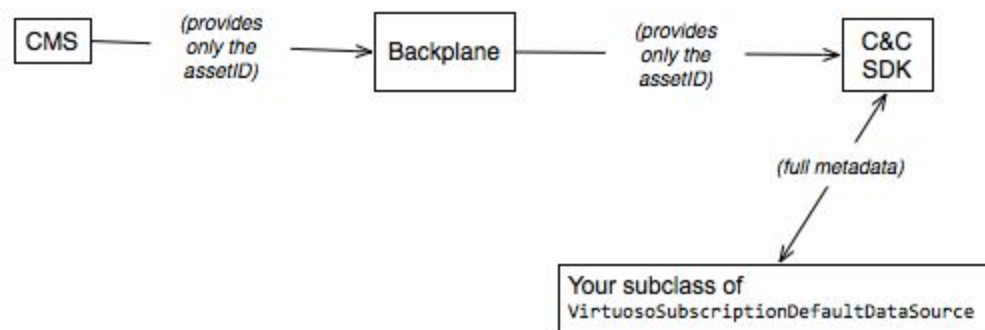 CMS
(provides
only the
assetID)
Backplane
(provides
only the
assetID)
C&C
SDK
(full metadata)
Your subclass of
VirtuosoSubscriptionDefaultDataSource